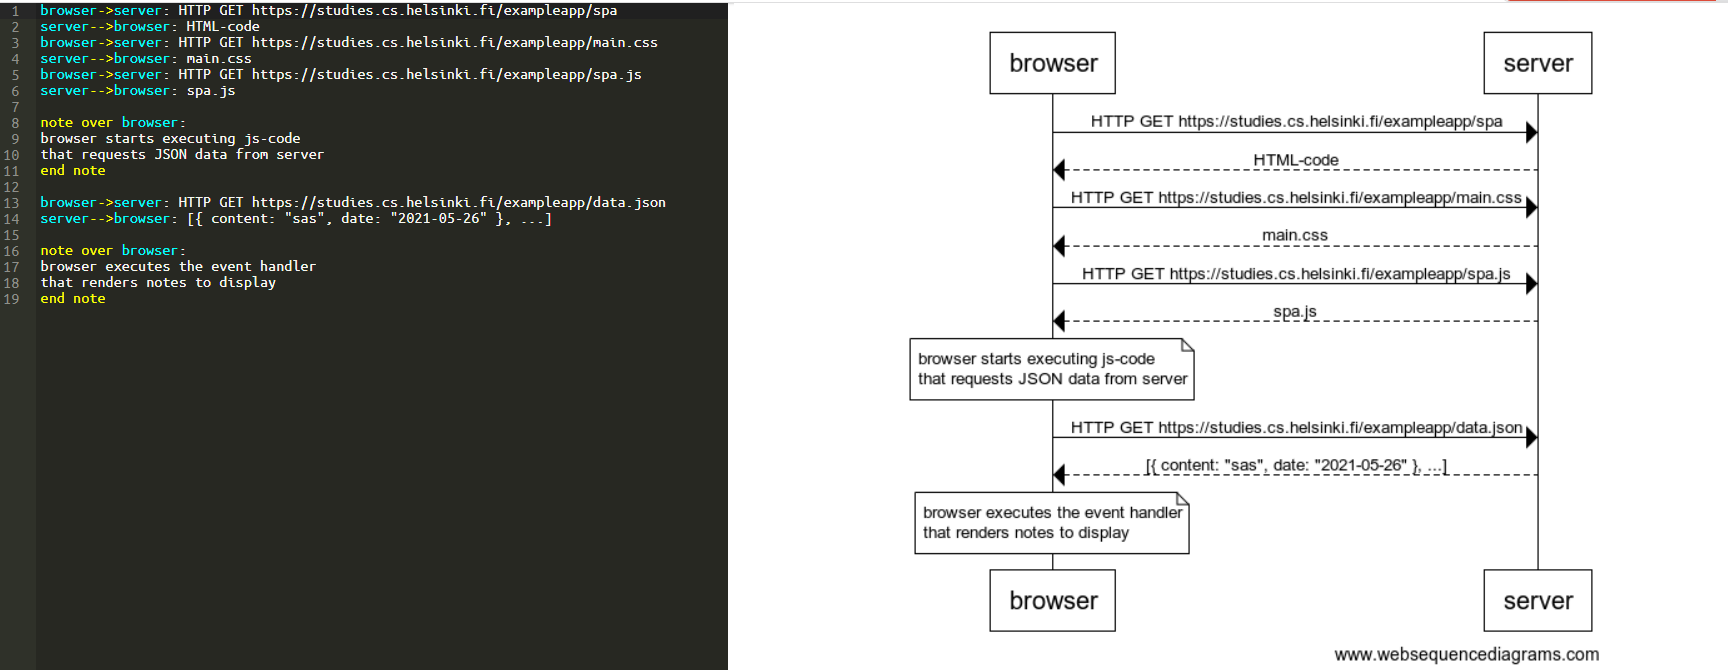 1 browser->server: HTTP GET https://studies.cs.helsinki.fi/exampleapp/spa
2 server-->browser: HTML-code
3 browser->server: HTTP GET https://studies.cs.helsinki.fi/exampleapp/main.css
4 server-->browser: main.css
5 browser->server: HTTP GET https://studies.cs.helsinki.fi/exampleapp/spa.js
6 server-->browser: spa.js
7
8 note over browser:
9 browser starts executing js-code
10 that requests JSON data from server
11 end note
12
13 browser->server: HTTP GET https://studies.cs.helsinki.fi/exampleapp/data.json
14 server-->browser: [{ content: "sas", date: "2021-05-26" }, ...]
15
16 note over browser:
17 browser executes the event handler
18 that renders notes to display
19 end note
browser server
HTTP GET https://studies.cs.helsinki.fi/exampleapp/spa
HTML-code
HTTP GET https://studies.cs.helsinki.fi/exampleapp/main.css
main.css
HTTP GET https://studies.cs.helsinki.fi/exampleapp/spa.js
spa.js
browser starts executing js-code
that requests JSON data from server
HTTP GET https://studies.cs.helsinki.fi/exampleapp/data.json
[{ content: "sas", date: "2021-05-26" }, ...]
browser executes the event handler
that renders notes to display
browser server
www.websequencediagrams.com